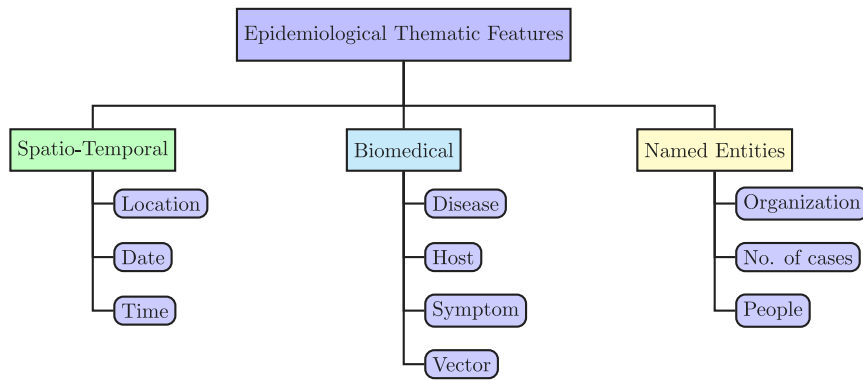 Epidemiological Thematic Features
Spatio-Temporal
Location
Date
Time
Biomedical
Disease
Host
Symptom
Vector
Named Entities
Organization
No. of cases
People